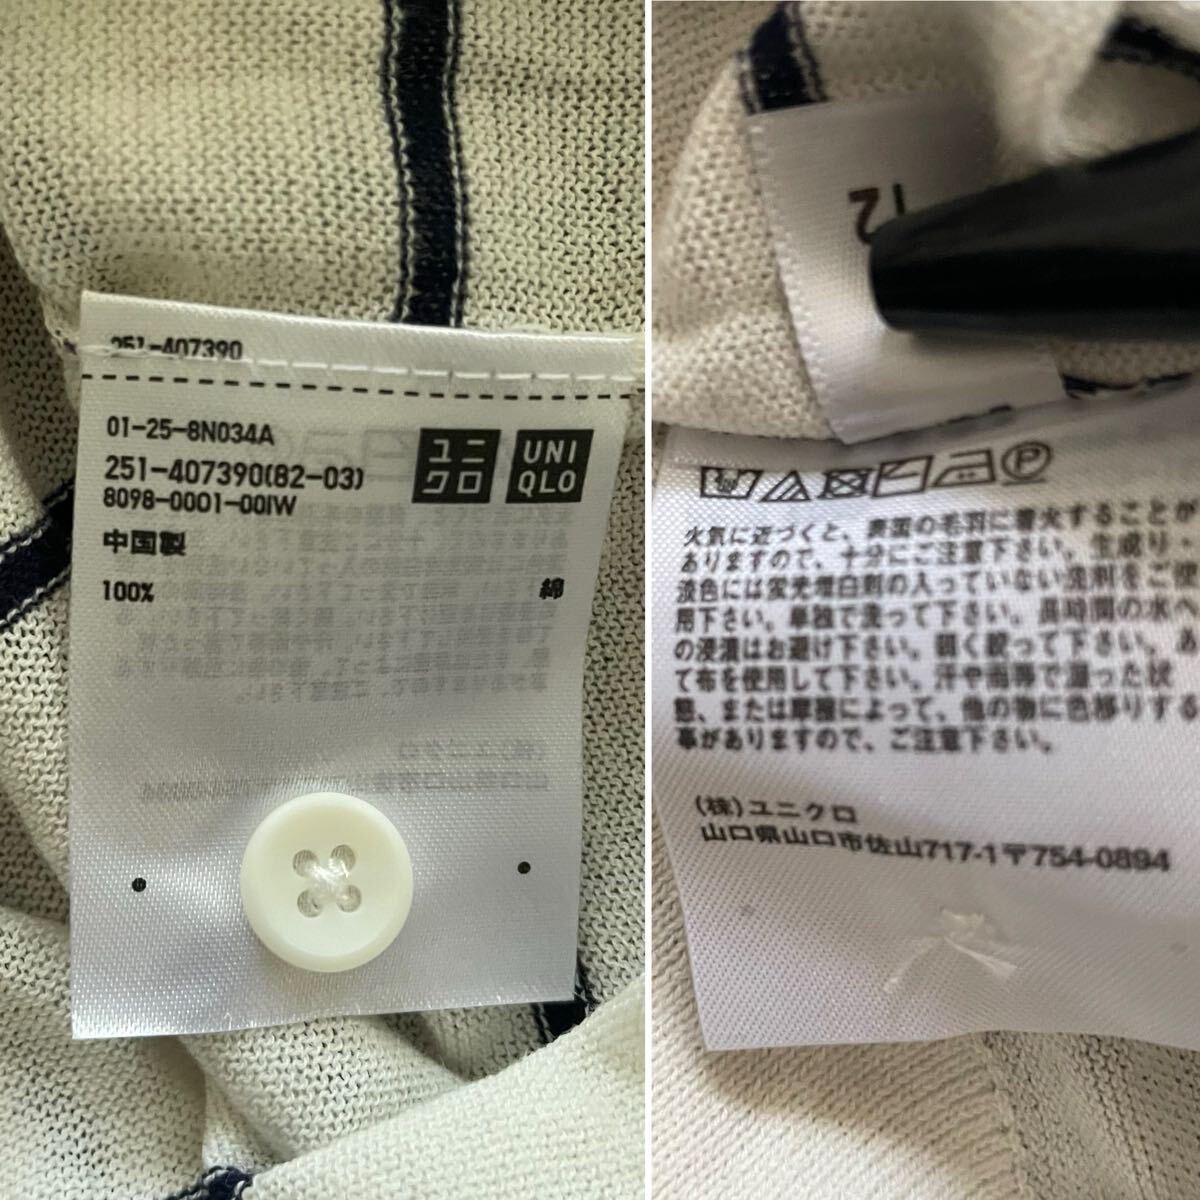 251-407390
01-25-8N034A
251-407390(82-03)
8098-0001-00IW
中国製
100% 綿
ユニ
クロ
UNI
QLO
12
P
火気に近づくと、表面の毛羽に着火することが
ありますので、十分にご注意下さい。生成り・
淡色には蛍光増白剤の入っていない洗剤をご使
用下さい。単独で洗って下さい。長時間の水へ
の浸漬はお避け下さい。弱く絞って下さい。あ
て布を使用して下さい。汗や雨等で湿った状
態、または摩擦によって、他の物に色移りする
事がありますので、ご注意下さい。
(株)ユニクロ
山口県山口市佐山717-1〒754-0894